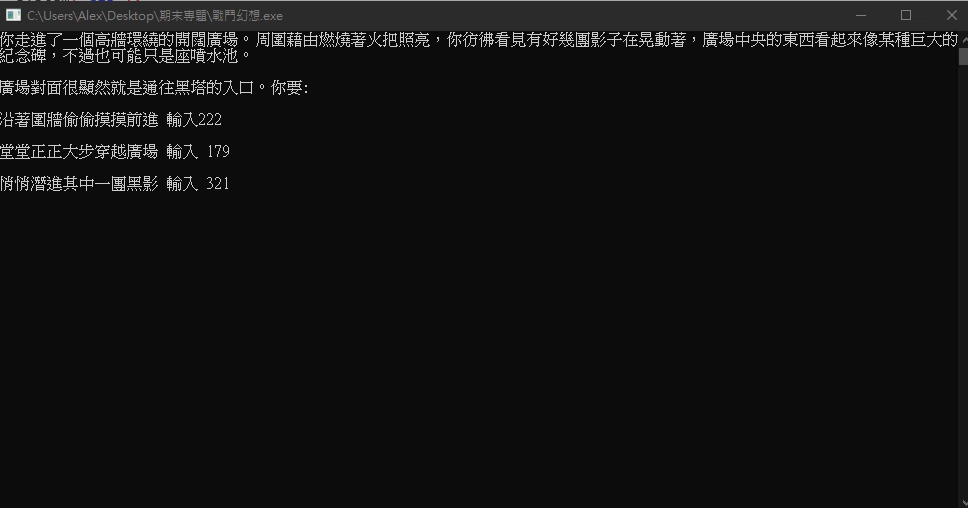 C:\Users\Alex\Desktop\期末專題\戰鬥幻想.exe
你走進了一個高牆環繞的開闊廣場。周圍藉由燃燒著火把照亮，你彷彿看見有好幾團影子在晃動著，廣場中央的東西看起來像某種巨大的
紀念碑，不過也可能只是座噴水池。
廣場對面很顯然就是通往黑塔的入口。你要:
沿著圍牆偷偷摸摸前進 輸入222
堂堂正正大步穿越廣場 輸入 179
悄悄潛進其中一團黑影 輸入 321